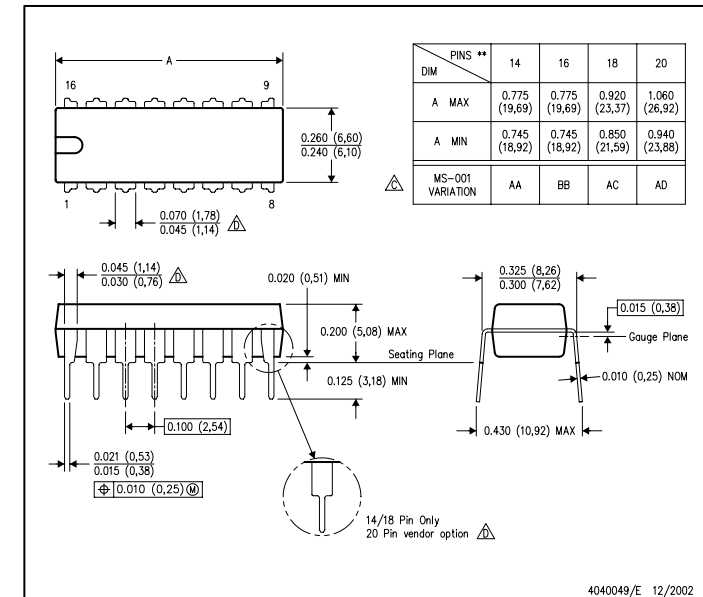 A
16
9
0.260 (6,60)
0.240 (6,10)
1
8
0.070 (1,78)
0.045 (1,14)
D
PINS **
DIM
14
16
18
20
A MAX
0.775
(19,69)
0.775
(19,69)
0.920
(23,37)
1.060
(26,92)
A MIN
0.745
(18,92)
0.745
(18,92)
0.850
(21,59)
0.940
(23,88)
C
MS-001
VARIATION
AA
BB
AC
AD
0.045 (1,14)
0.030 (0,76)
D
0.020 (0,51) MIN
0.200 (5,08) MAX
Seating Plane
0.125 (3,18) MIN
0.100 (2,54)
0.021 (0,53)
0.015 (0,38)
⌖ 0.010 (0,25) Ⓜ
0.325 (8,26)
0.300 (7,62)
0.015 (0,38)
Gauge Plane
0.010 (0,25) NOM
0.430 (10,92) MAX
14/18 Pin Only
20 Pin vendor option D
4040049/E 12/2002